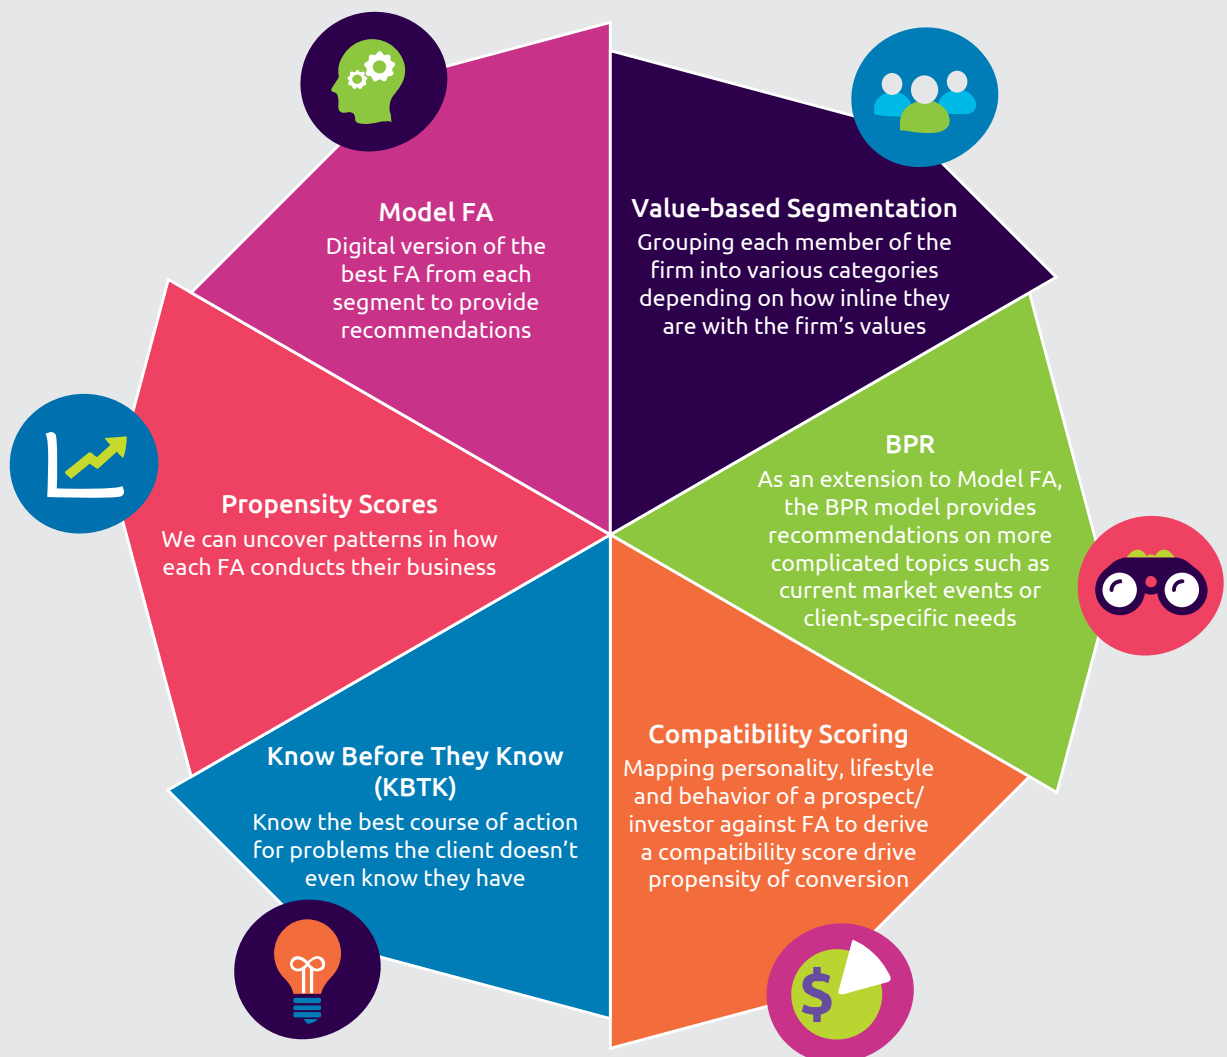 Model FA
Digital version of the
best FA from each
segment to provide
recommendations
Value-based Segmentation
Grouping each member of the
firm into various categories
depending on how inline they
are with the firm's values
BPR
As an extension to Model FA,
the BPR model provides
recommendations on more
complicated topics such as
current market events or
client-specific needs
Propensity Scores
We can uncover patterns in how
each FA conducts their business
Know Before They Know
(KBTK)
Know the best course of action
for problems the client doesn't
even know they have
Compatibility Scoring
Mapping personality, lifestyle
and behavior of a prospect/
investor against FA to derive
a compatibility score drive
propensity of conversion
$